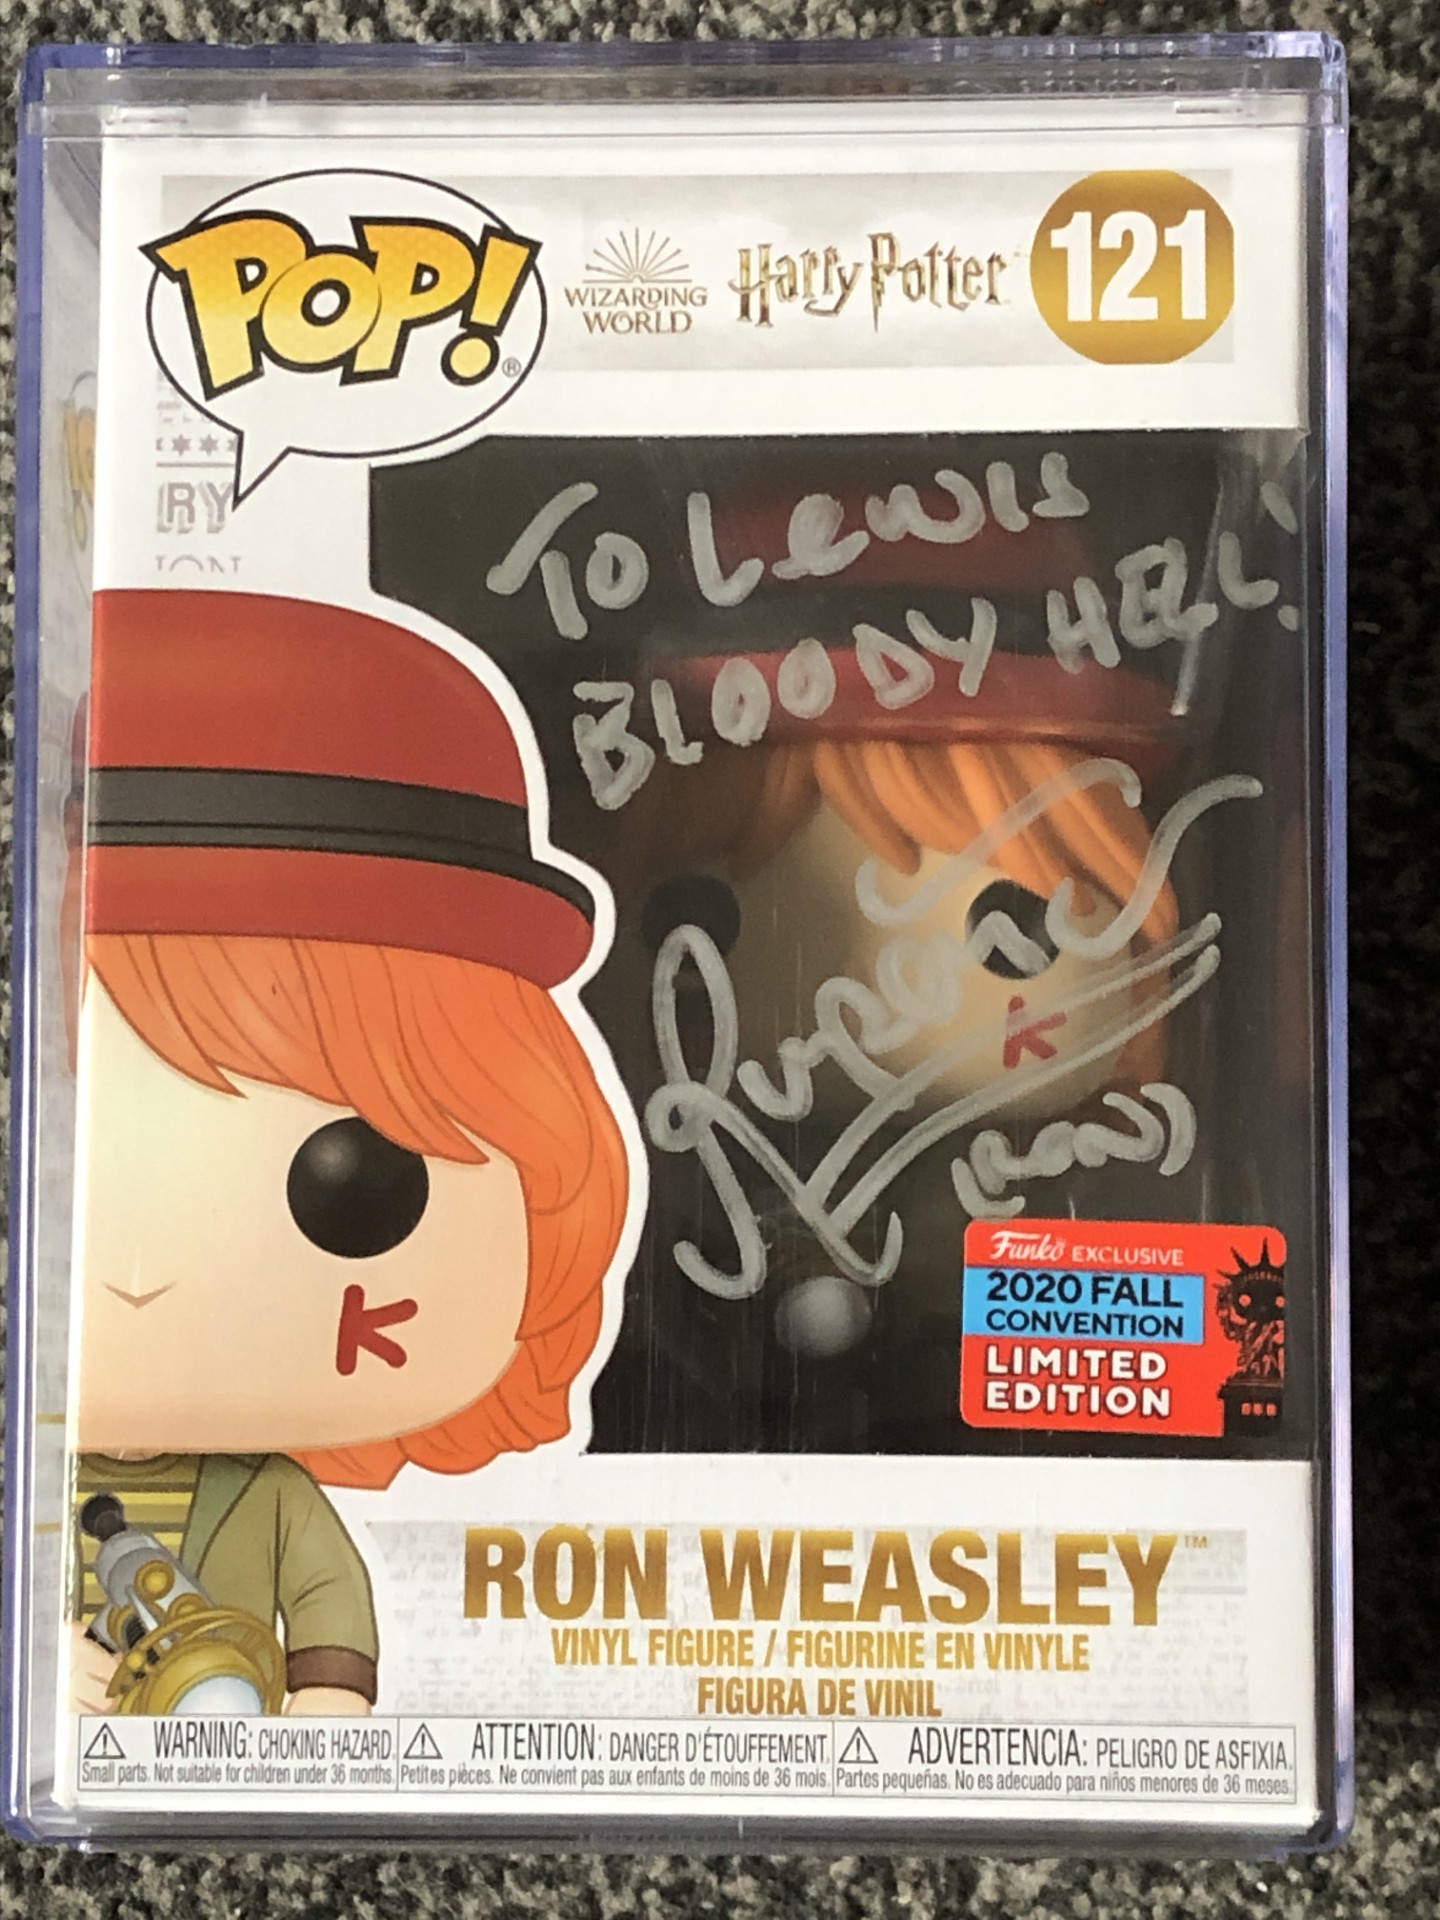 POP!®
WIZARDING
WORLD
Harry Potter
121
RY
ION
To Lewis
BLOODY HELL!
Rupert
(RON)
K
K
Funko EXCLUSIVE
2020 FALL
CONVENTION
LIMITED
EDITION
RON WEASLEY™
VINYL FIGURE / FIGURINE EN VINYLE
FIGURA DE VINIL
WARNING: CHOKING HAZARD.
Small parts. Not suitable for children under 36 months.
ATTENTION: DANGER D'ÉTOUFFEMENT.
Petites pièces. Ne convient pas aux enfants de moins de 36 mois.
ADVERTENCIA: PELIGRO DE ASFIXIA.
Partes pequeñas. No es adecuado para niños menores de 36 meses.